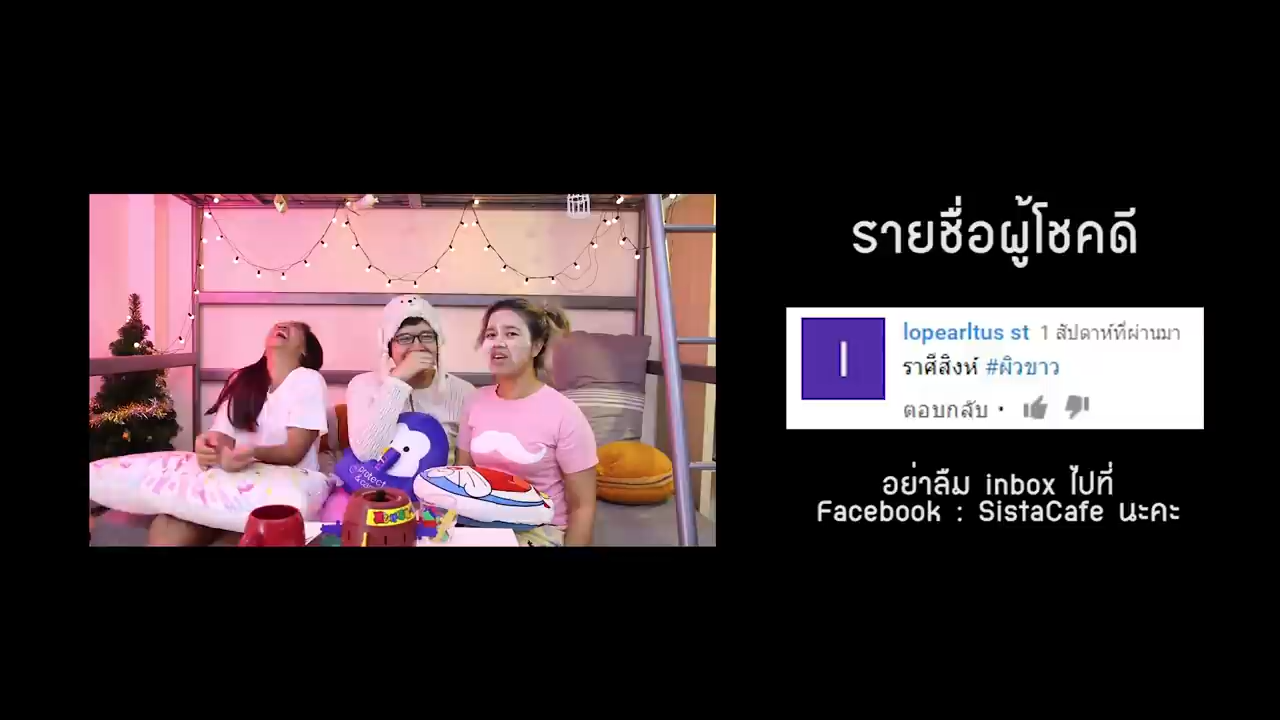 รายชื่อผู้โชคดี
l
lopearltus st 1 สัปดาห์ที่ผ่านมา
ราศีสิงห์ #ผิวขาว
ตอบกลับ •
อย่าลืม inbox ไปที่
Facebook : SistaCafe นะคะ
protect